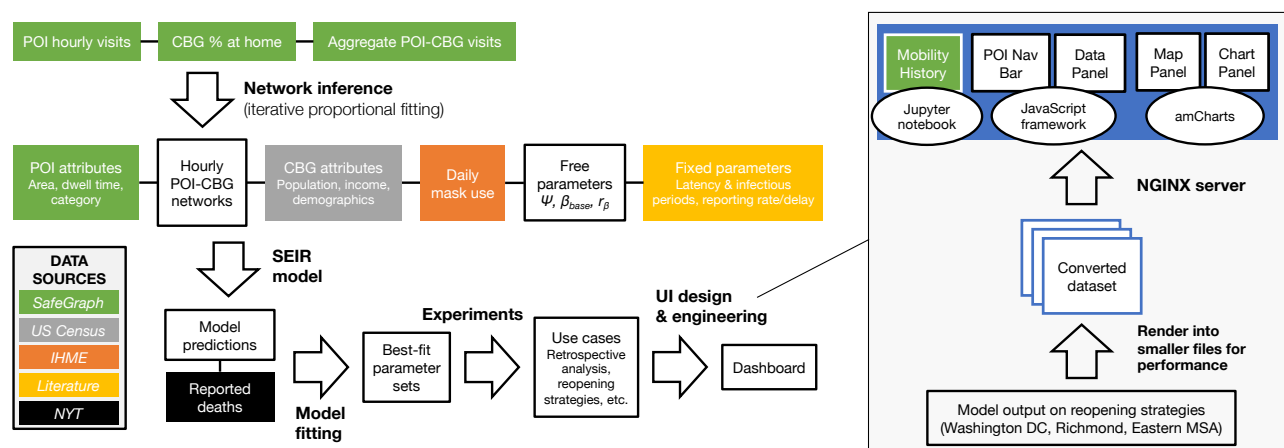 POI hourly visits
CBG % at home
Aggregate POI-CBG visits
Network inference
(iterative proportional fitting)
POI attributes
Area, dwell time,
category
Hourly
POI-CBG
networks
CBG attributes
Population, income,
demographics
Daily
mask use
Free
parameters
Ψ, β_base, r_β
Fixed parameters
Latency & infectious
periods, reporting rate/delay
SEIR
model
DATA
SOURCES
SafeGraph
US Census
IHME
Literature
NYT
Model
predictions
Reported
deaths
Model
fitting
Best-fit
parameter
sets
Experiments
Use cases
Retrospective
analysis,
reopening
strategies, etc.
UI design
& engineering
Dashboard
Mobility
History
POI Nav
Bar
Data
Panel
Map
Panel
Chart
Panel
Jupyter
notebook
JavaScript
framework
amCharts
NGINX server
Converted
dataset
Render into
smaller files for
performance
Model output on reopening strategies
(Washington DC, Richmond, Eastern MSA)